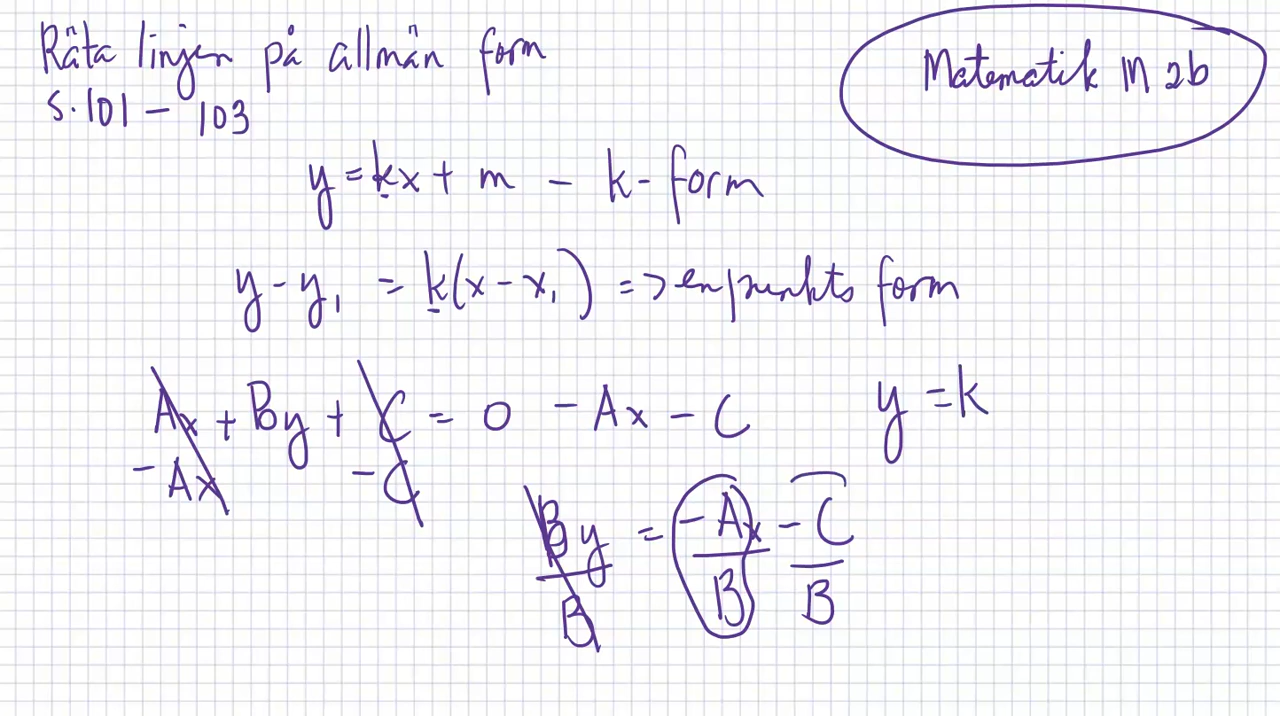 Räta linjen på allmän form
Matematik M 2b
s. 101 - 103
y = kx + m - k-form
y - y₁ = k(x - x₁) => enpunkts form
Ax + By + C = 0 - Ax - C
y = k
-Ax -C
By/B = -Ax/B - C/B